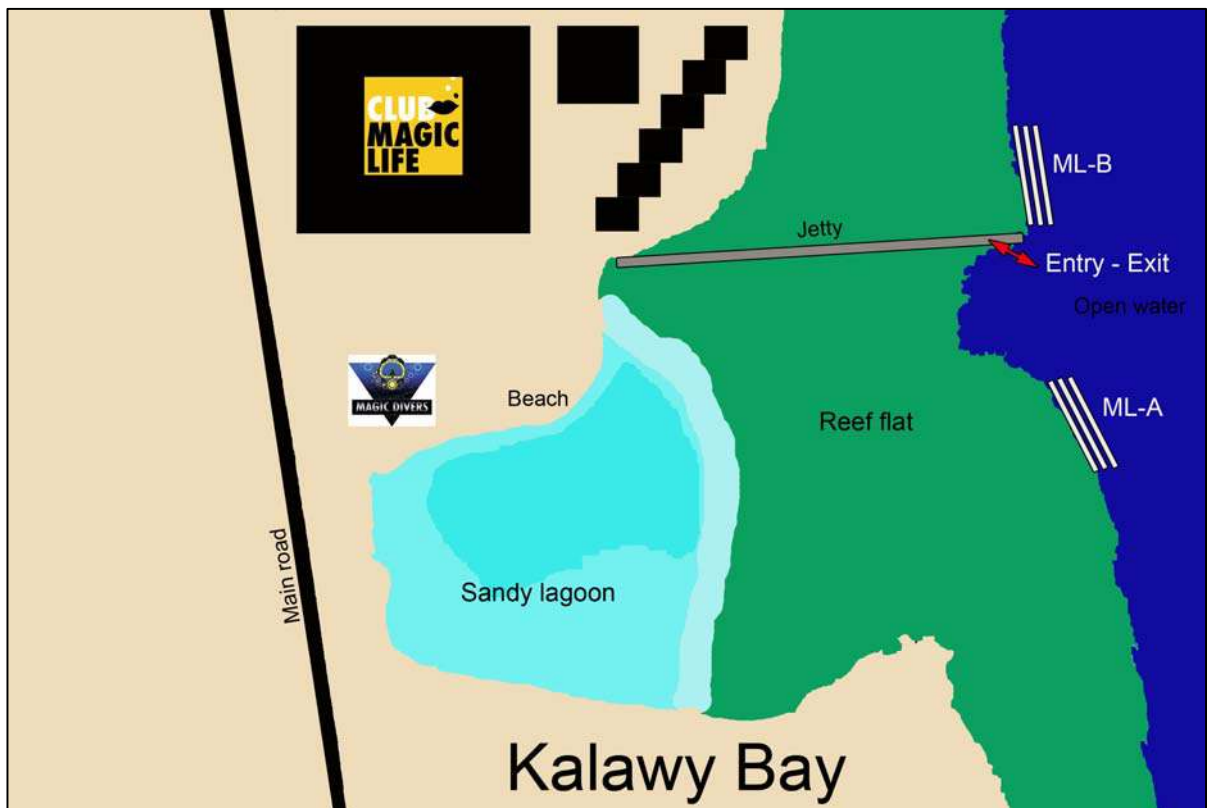 CLUB
MAGIC
LIFE
ML-B
Jetty
Entry - Exit
Open water
MAGIC DIVERS
Beach
ML-A
Reef flat
Main road
Sandy lagoon
Kalawy Bay